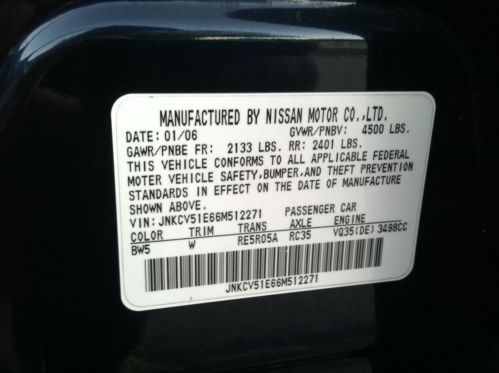 MANUFACTURED BY NISSAN MOTOR CO.,LTD.
DATE: 01/06 GVWR/PNBV: 4500 LBS.
GAWR/PNBE FR: 2133 LBS. RR: 2401 LBS.
THIS VEHICLE CONFORMS TO ALL APPLICABLE FEDERAL
MOTER VEHICLE SAFETY,BUMPER,AND THEFT PREVENTION
STANDARDS IN EFFECT ON THE DATE OF MANUFACTURE
SHOWN ABOVE.
VIN: JNKCV51E66M512271 PASSENGER CAR
COLOR TRIM TRANS AXLE ENGINE
BW5 W RE5R05A RC35 VQ35(DE) 3498CC
JNKCV51E66M512271